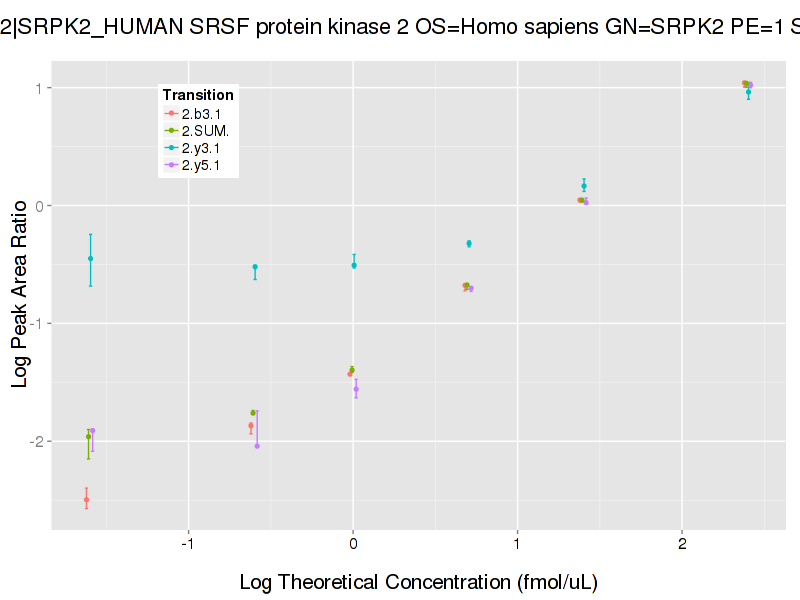 2|SRPK2_HUMAN SRSF protein kinase 2 OS=Homo sapiens GN=SRPK2 PE=1 S
Transition
2.b3.1
2.SUM.
2.y3.1
2.y5.1
Log Peak Area Ratio
1
0
-1
-2
-1
0
1
2
Log Theoretical Concentration (fmol/uL)